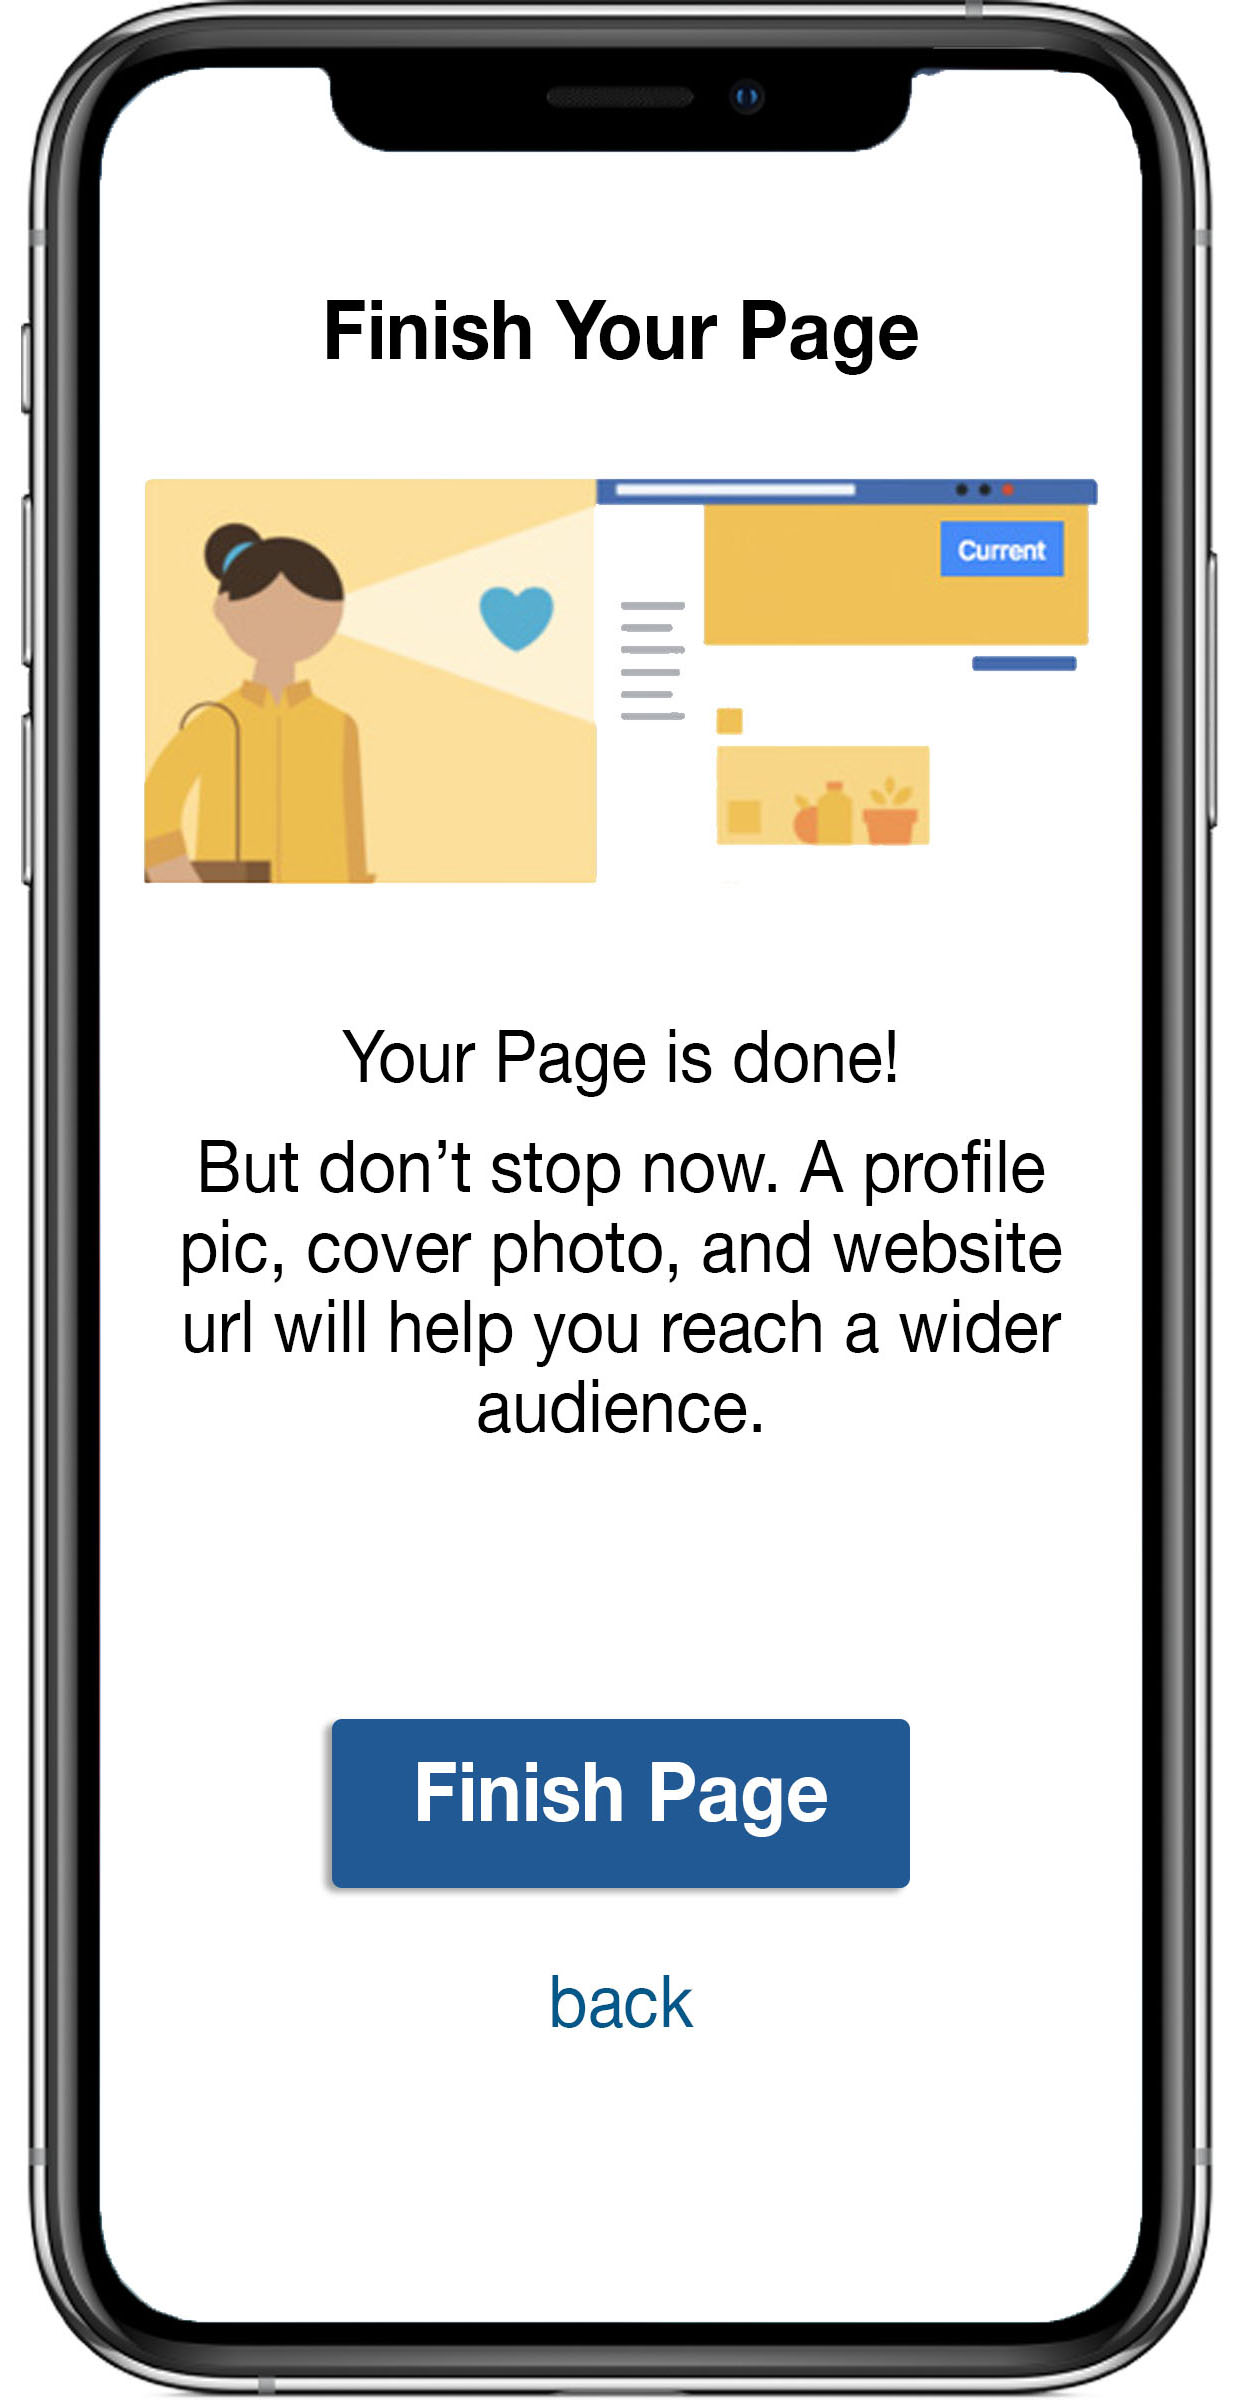 Finish Your Page
Current
Your Page is done!
But don’t stop now. A profile
pic, cover photo, and website
url will help you reach a wider
audience.
Finish Page
back